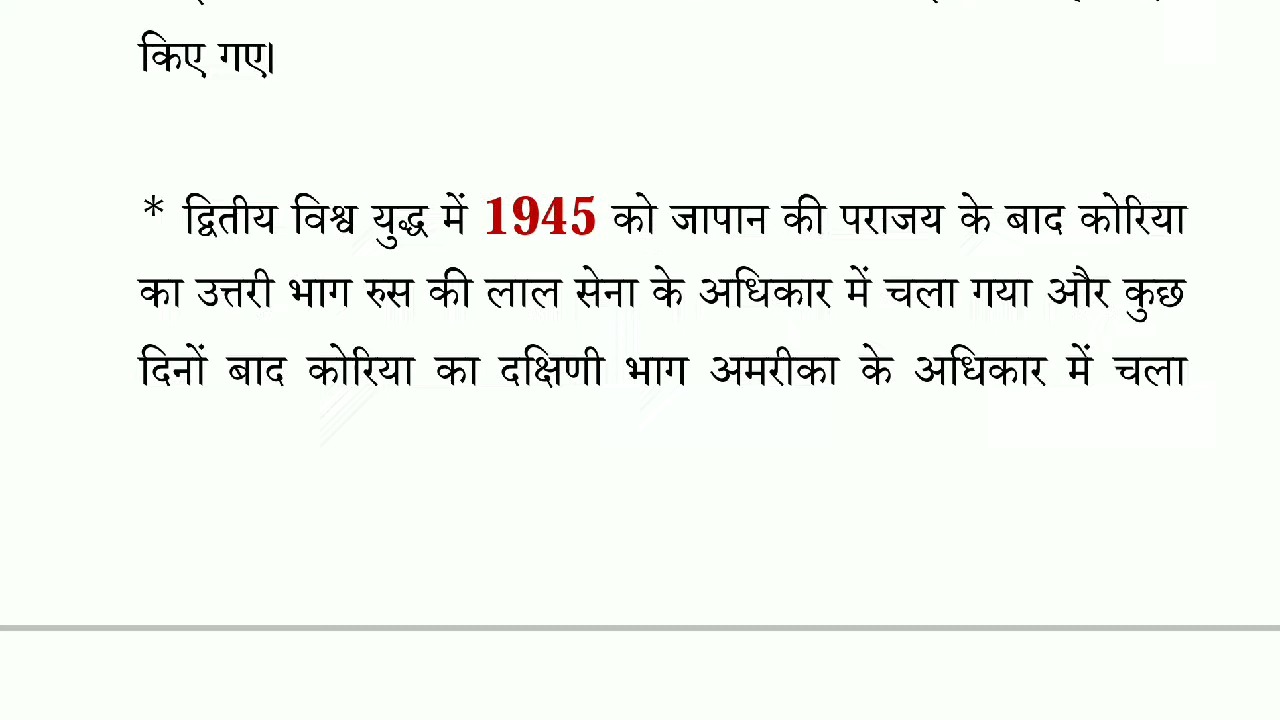 किए गए।
* द्वितीय विश्व युद्ध में 1945 को जापान की पराजय के बाद कोरिया
का उत्तरी भाग रुस की लाल सेना के अधिकार में चला गया और कुछ
दिनों बाद कोरिया का दक्षिणी भाग अमरीका के अधिकार में चला